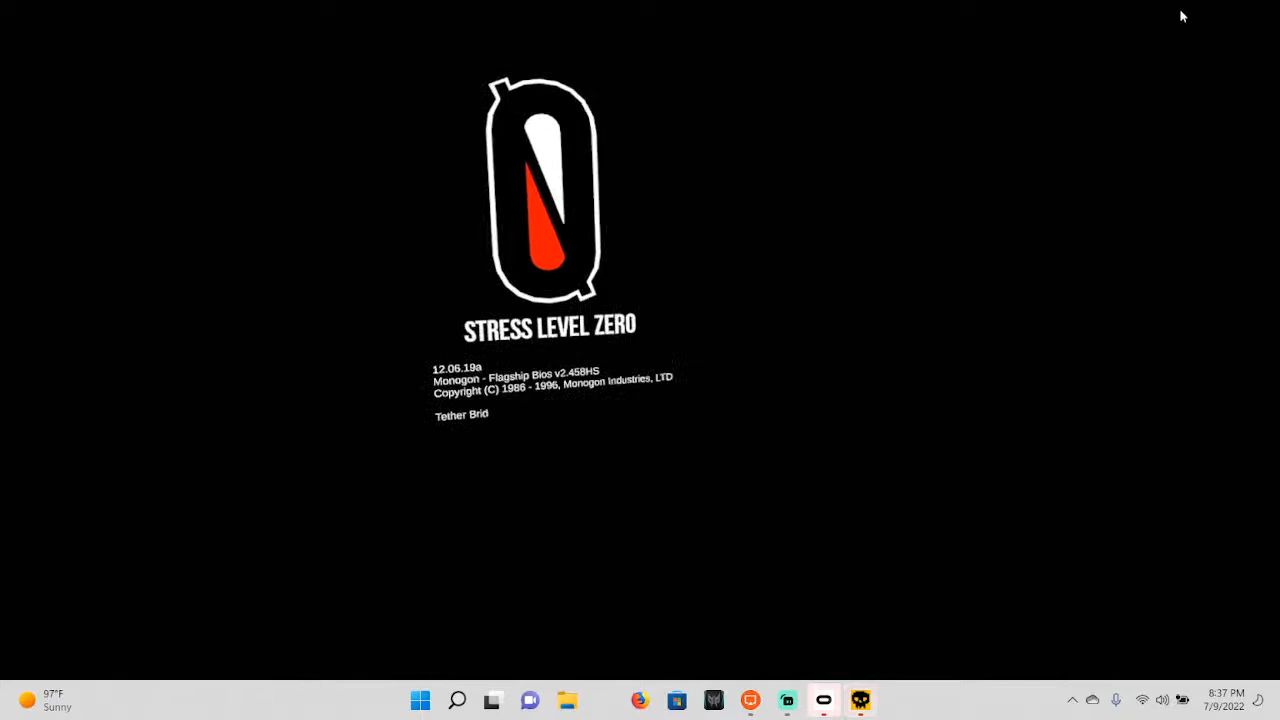 STRESS LEVEL ZERO
12.06.19a
Monogon - Flagship Bios v2.458HS
Copyright (C) 1986 - 1996, Monogon Industries, LTD
Tether Brid
97°F
Sunny
8:37 PM
7/9/2022